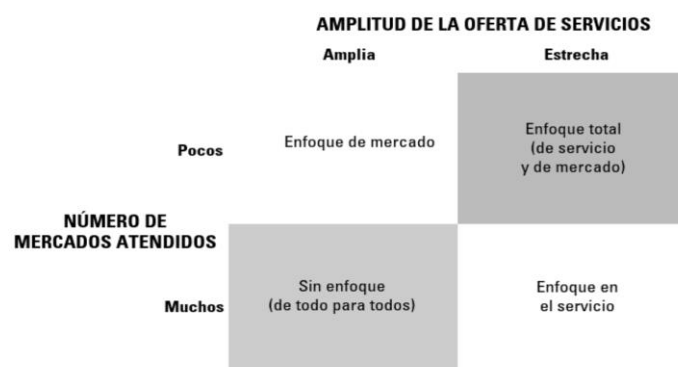 AMPLITUD DE LA OFERTA DE SERVICIOS
Amplia
Estrecha
Pocos
Enfoque de mercado
Enfoque total
(de servicio
y de mercado)
NÚMERO DE
MERCADOS ATENDIDOS
Muchos
Sin enfoque
(de todo para todos)
Enfoque en
el servicio